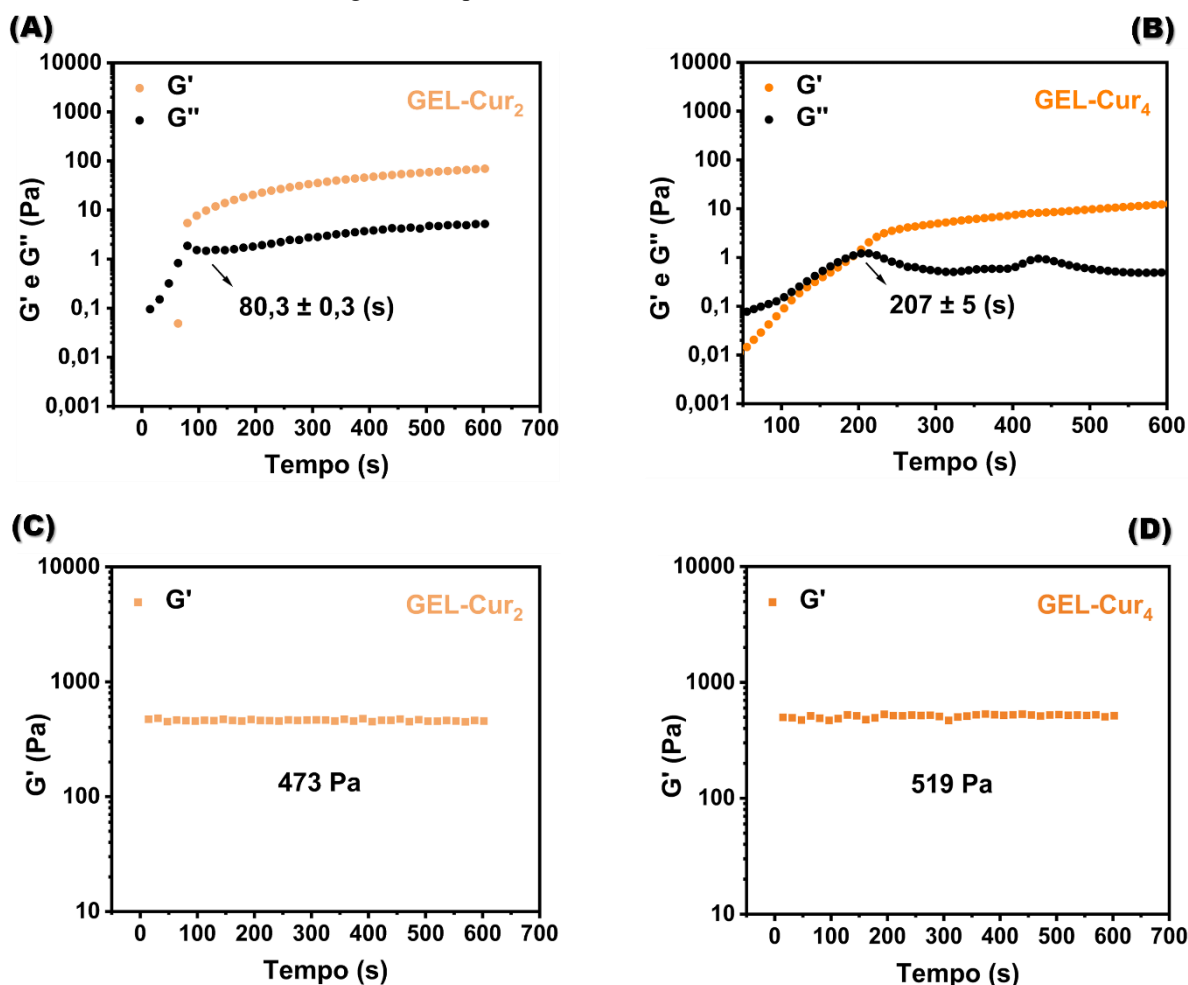 (A)
10000
1000
100
10
1
0,1
0,01
0,001
G' e G'' (Pa)
G'
G''
GEL-Cur₂
80,3 ± 0,3 (s)
0 100 200 300 400 500 600 700
Tempo (s)
(B)
10000
1000
100
10
1
0,1
0,01
0,001
G' e G'' (Pa)
G'
G''
GEL-Cur₄
207 ± 5 (s)
100 200 300 400 500 600
Tempo (s)
(C)
10000
1000
100
10
G' (Pa)
G'
GEL-Cur₂
473 Pa
0 100 200 300 400 500 600 700
Tempo (s)
(D)
10000
1000
100
10
G' (Pa)
G'
GEL-Cur₄
519 Pa
0 100 200 300 400 500 600 700
Tempo (s)